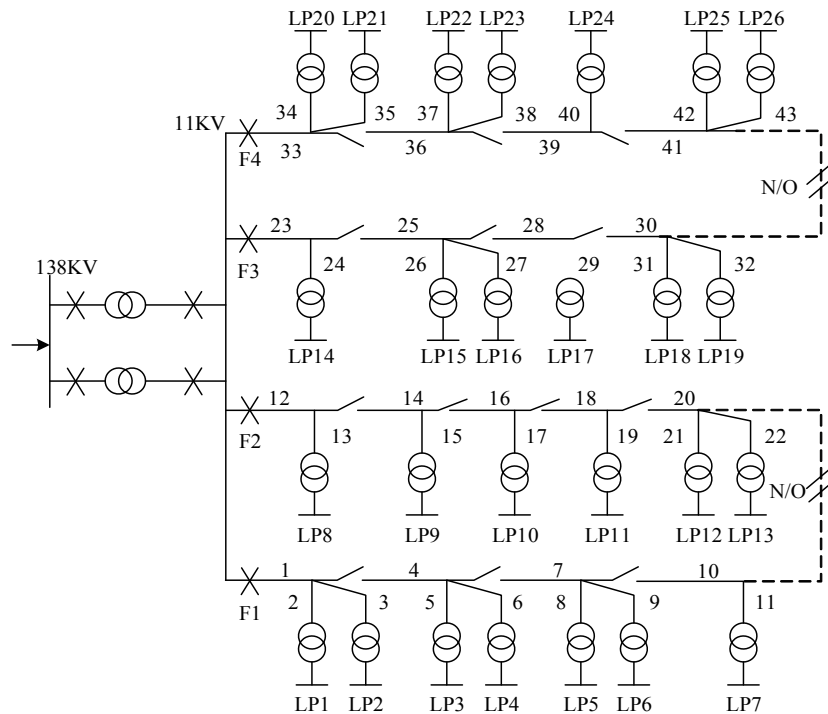 LP20 LP21 LP22 LP23 LP24 LP25 LP26
34 35 37 38 40 42 43
11KV
33 36 39 41
F4
N/O
23 25 28 30
F3
24 26 27 29 31 32
138KV
LP14 LP15 LP16 LP17 LP18 LP19
12 14 16 18 20
F2
13 15 17 19 21 22
N/O
LP8 LP9 LP10 LP11 LP12 LP13
1 4 7 10
F1
2 3 5 6 8 9 11
LP1 LP2 LP3 LP4 LP5 LP6 LP7